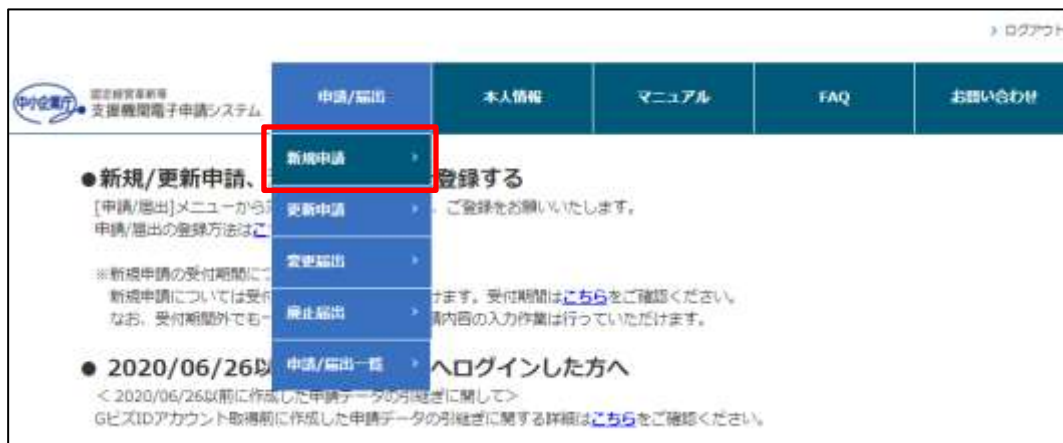 › ログアウト
中小企業庁
認定経営革新等
支援機関電子申請システム
申請/届出
本人情報
マニュアル
FAQ
お問い合わせ
新規申請
更新申請
変更届出
廃止届出
申請/届出一覧
●新規/更新申請、
登録する
[申請/届出]メニューから
、ご登録をお願いいたします。
申請/届出の登録方法はこ
※新規申請の受付期間につ
新規申請については受付
けます。受付期間はこちらをご確認ください。
なお、受付期間外でも一
請内容の入力作業は行っていただけます。
● 2020/06/26以
へログインした方へ
＜2020/06/26以前に作成した申請データの引継ぎに関して＞
GビズIDアカウント取得前に作成した申請データの引継ぎに関する詳細はこちらをご確認ください。